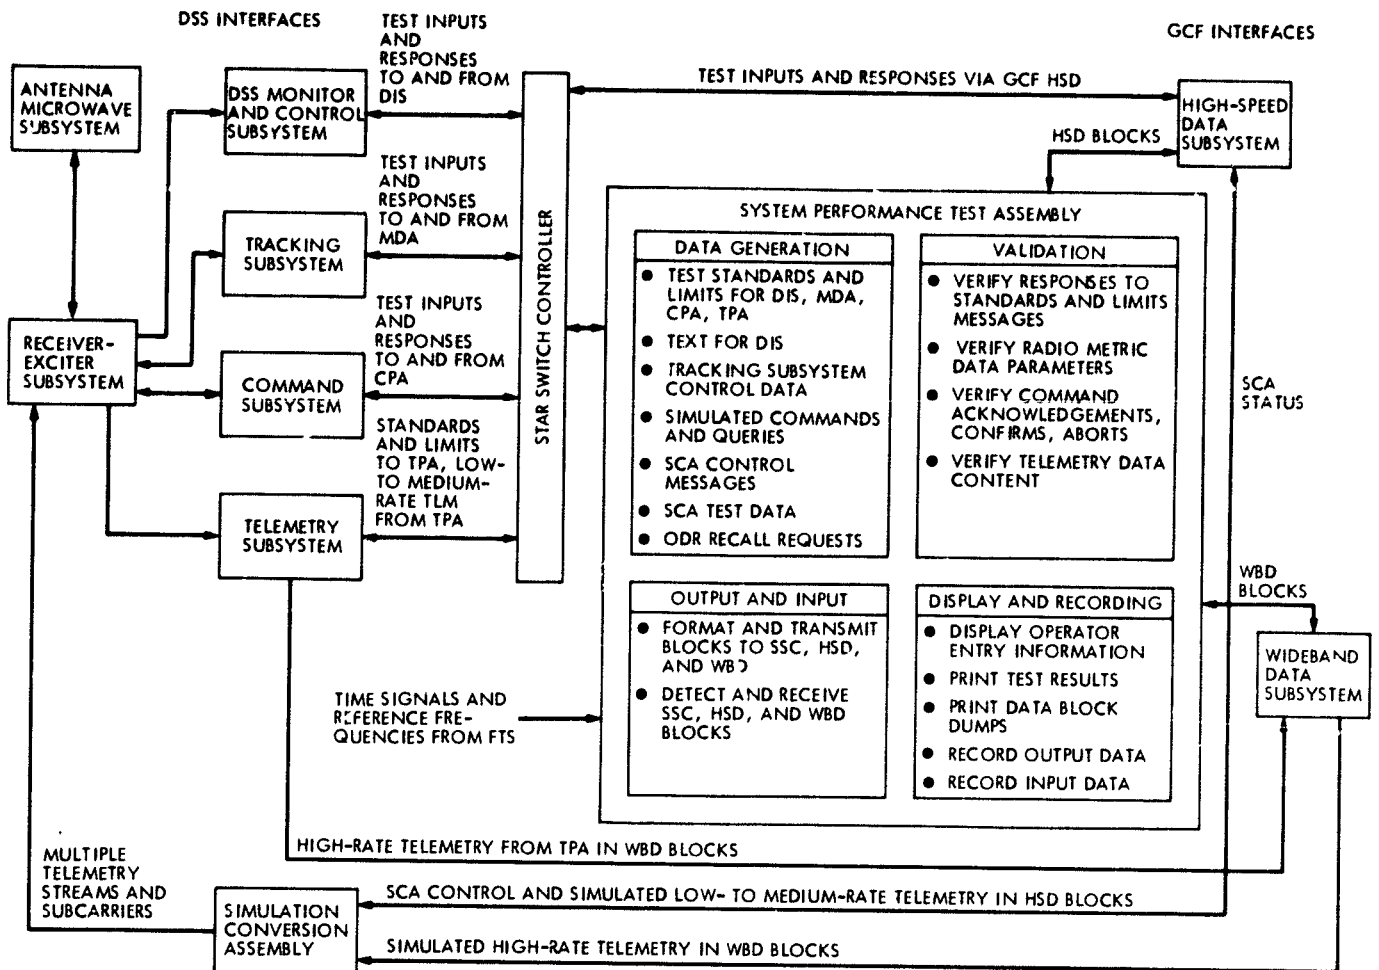 DSS INTERFACES
GCF INTERFACES
TEST INPUTS
AND
RESPONSES
TO AND FROM
DIS
ANTENNA
MICROWAVE
SUBSYSTEM
DSS MONITOR
AND CONTROL
SUBSYSTEM
TEST INPUTS AND RESPONSES VIA GCF HSD
HIGH-SPEED
DATA
SUBSYSTEM
HSD BLOCKS
TEST INPUTS
AND
RESPONSES
TO AND FROM
MDA
TRACKING
SUBSYSTEM
STAR SWITCH CONTROLLER
TEST INPUTS
AND
RESPONSES
TO AND FROM
CPA
RECEIVER-
EXCITER
SUBSYSTEM
COMMAND
SUBSYSTEM
STANDARDS
AND LIMITS
TO TPA, LOW-
TO MEDIUM-
RATE TLM
FROM TPA
TELEMETRY
SUBSYSTEM
SYSTEM PERFORMANCE TEST ASSEMBLY
DATA GENERATION
● TEST STANDARDS AND
LIMITS FOR DIS, MDA,
CPA, TPA
● TEXT FOR DIS
● TRACKING SUBSYSTEM
CONTROL DATA
● SIMULATED COMMANDS
AND QUERIES
● SCA CONTROL
MESSAGES
● SCA TEST DATA
● ODR RECALL REQUESTS
VALIDATION
● VERIFY RESPONSES TO
STANDARDS AND LIMITS
MESSAGES
● VERIFY RADIO METRIC
DATA PARAMETERS
● VERIFY COMMAND
ACKNOWLEDGEMENTS,
CONFIRMS, ABORTS
● VERIFY TELEMETRY DATA
CONTENT
SCA
STATUS
OUTPUT AND INPUT
● FORMAT AND TRANSMIT
BLOCKS TO SSC, HSD,
AND WBD
● DETECT AND RECEIVE
SSC, HSD, AND WBD
BLOCKS
DISPLAY AND RECORDING
● DISPLAY OPERATOR
ENTRY INFORMATION
● PRINT TEST RESULTS
● PRINT DATA BLOCK
DUMPS
● RECORD OUTPUT DATA
● RECORD INPUT DATA
WBD
BLOCKS
WIDEBAND
DATA
SUBSYSTEM
TIME SIGNALS AND
REFERENCE FRE-
QUENCIES FROM FTS
HIGH-RATE TELEMETRY FROM TPA IN WBD BLOCKS
MULTIPLE
TELEMETRY
STREAMS AND
SUBCARRIERS
SCA CONTROL AND SIMULATED LOW- TO MEDIUM-RATE TELEMETRY IN HSD BLOCKS
SIMULATION
CONVERSION
ASSEMBLY
SIMULATED HIGH-RATE TELEMETRY IN WBD BLOCKS